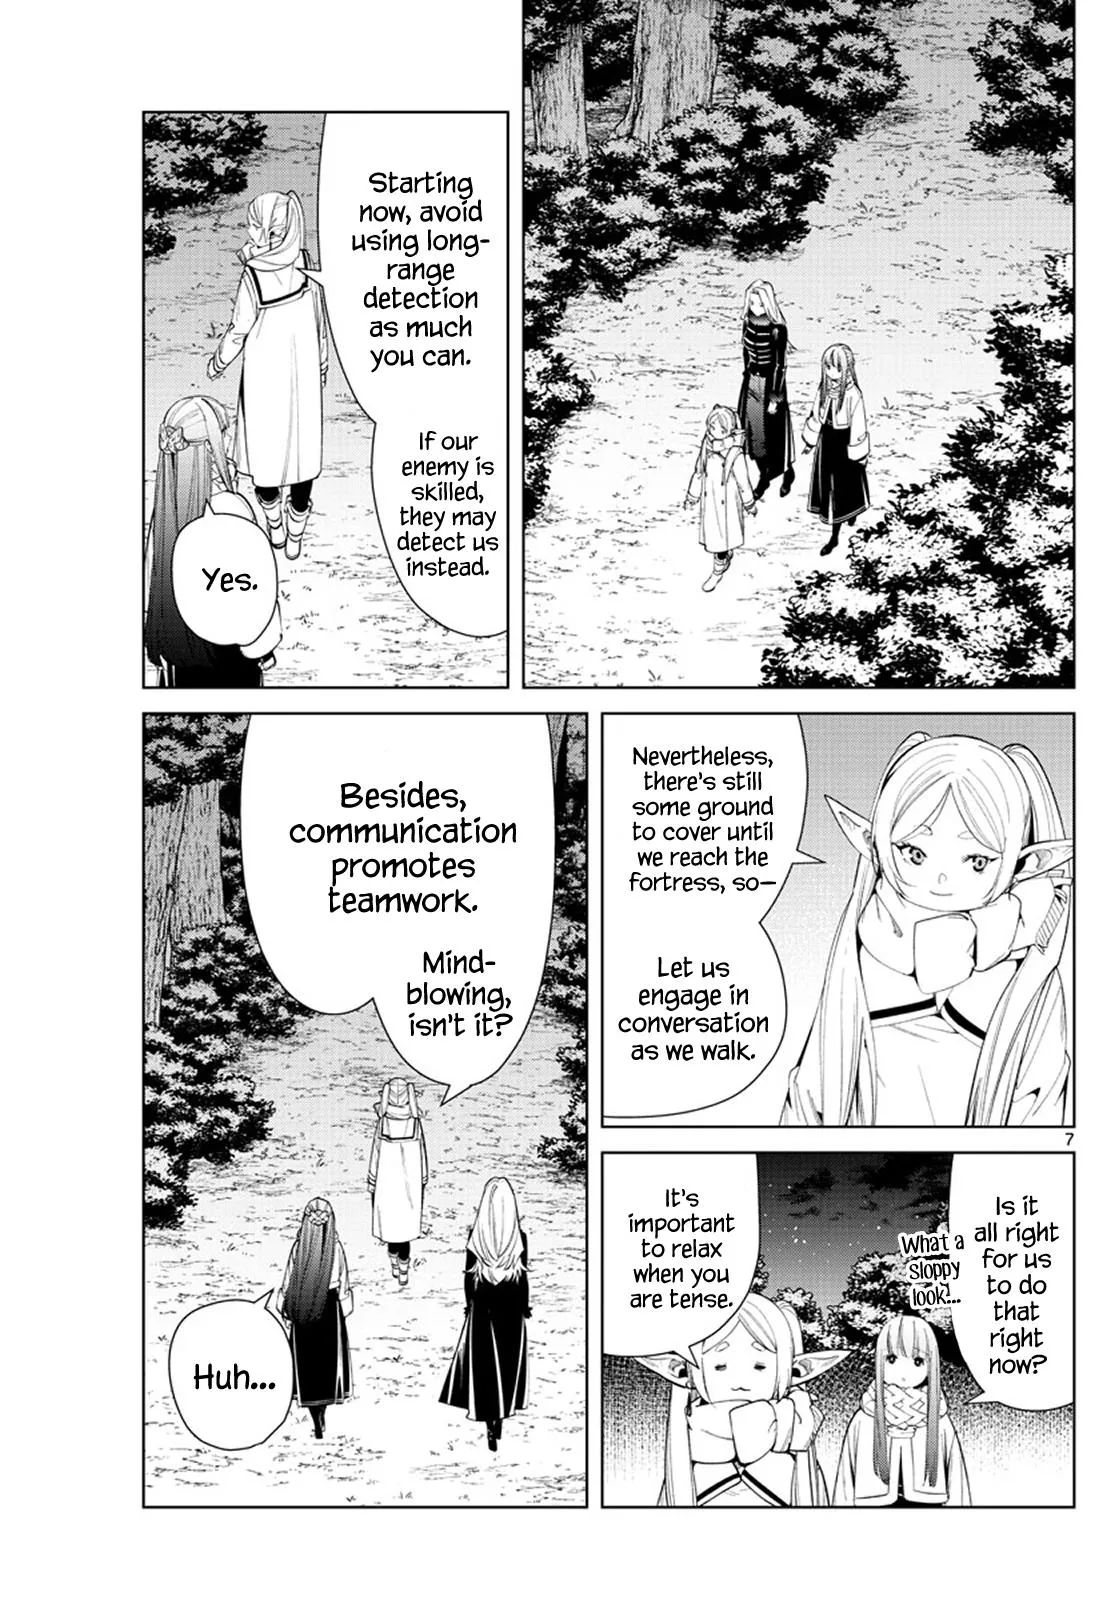 Starting
now, avoid
using long-
range
detection
as much
you can.
If our
enemy is
skilled,
they may
detect us
instead.
Yes.
Nevertheless,
there's still
some ground
to cover until
we reach the
fortress, so—
Let us
engage in
conversation
as we walk.
7
Is it
all right
for us
to do
that
right
now?
What a
sloppy
look...
It's
important
to relax
when you
are tense.
Besides,
communication
promotes
teamwork.
Mind-
blowing,
isn't it?
Huh...